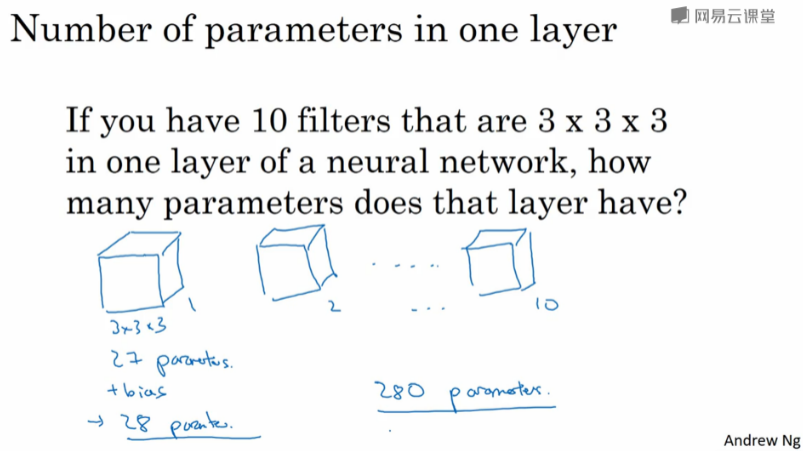 Number of parameters in one layer
网易云课堂
If you have 10 filters that are 3 x 3 x 3
in one layer of a neural network, how
many parameters does that layer have?
1
2
.....
...
10
3x3x3
27 parameters.
+bias
→ 28 parameters.
280 parameters.
Andrew Ng